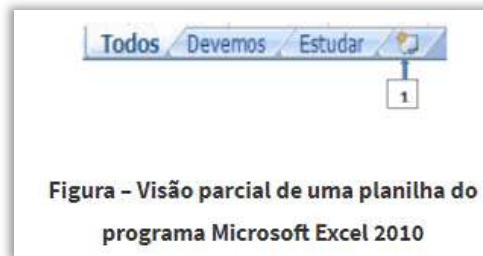 Todos Devemos Estudar
1
Figura – Visão parcial de uma planilha do
programa Microsoft Excel 2010